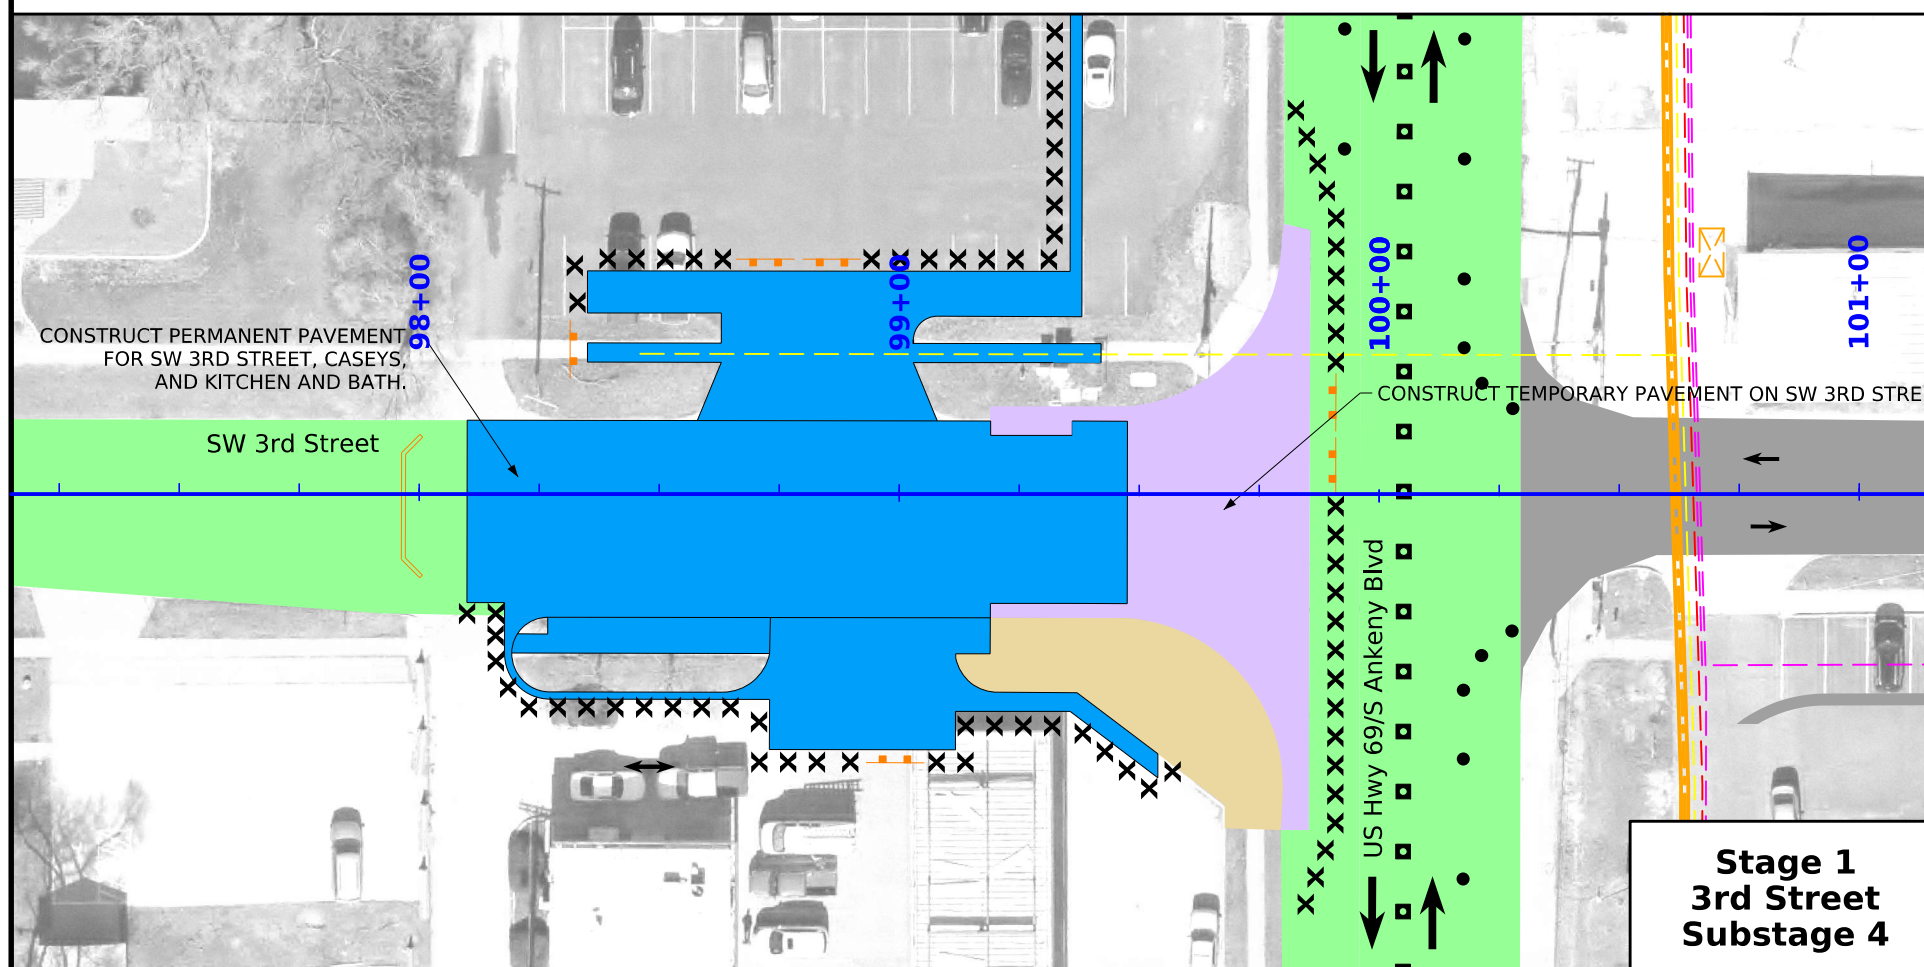 98+00
99+00
100+00
101+00
CONSTRUCT PERMANENT PAVEMENT
FOR SW 3RD STREET, CASEYS,
AND KITCHEN AND BATH.
CONSTRUCT TEMPORARY PAVEMENT ON SW 3RD STRE
SW 3rd Street
US Hwy 69/S Ankeny Blvd
Stage 1
3rd Street
Substage 4